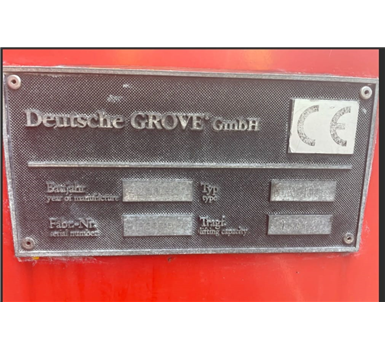 Deutsche GROVE® GmbH
CE
Baujahr Typ
year of manufacture type
Fabr.-Nr. Tragf.
serial number lifting capacity